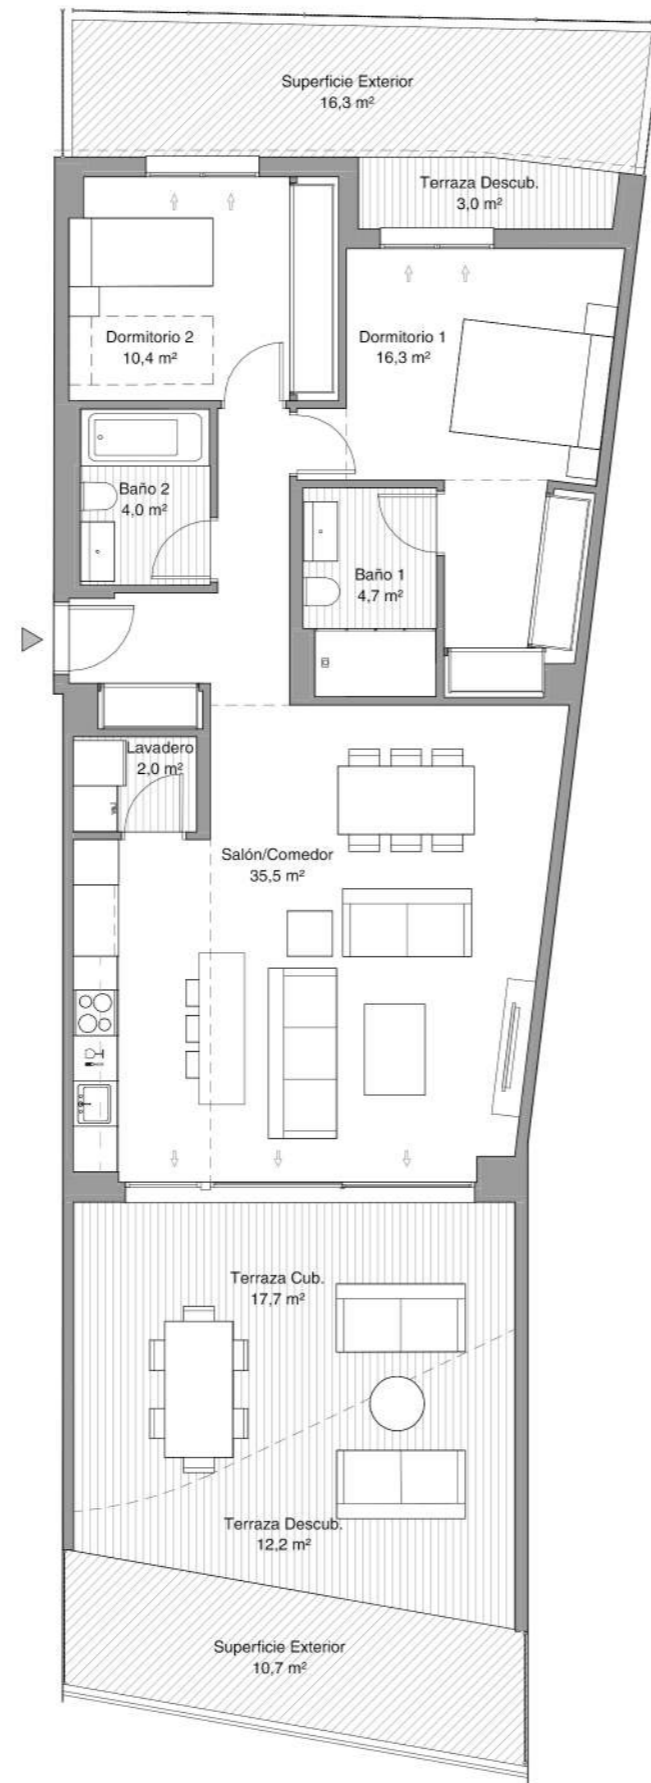 Superficie Exterior
16,3 m²
Terraza Descub.
3,0 m²
Dormitorio 2
10,4 m²
Dormitorio 1
16,3 m²
Baño 2
4,0 m²
Baño 1
4,7 m²
Lavadero
2,0 m²
Salón/Comedor
35,5 m²
Terraza Cub.
17,7 m²
Terraza Descub.
12,2 m²
Superficie Exterior
10,7 m²